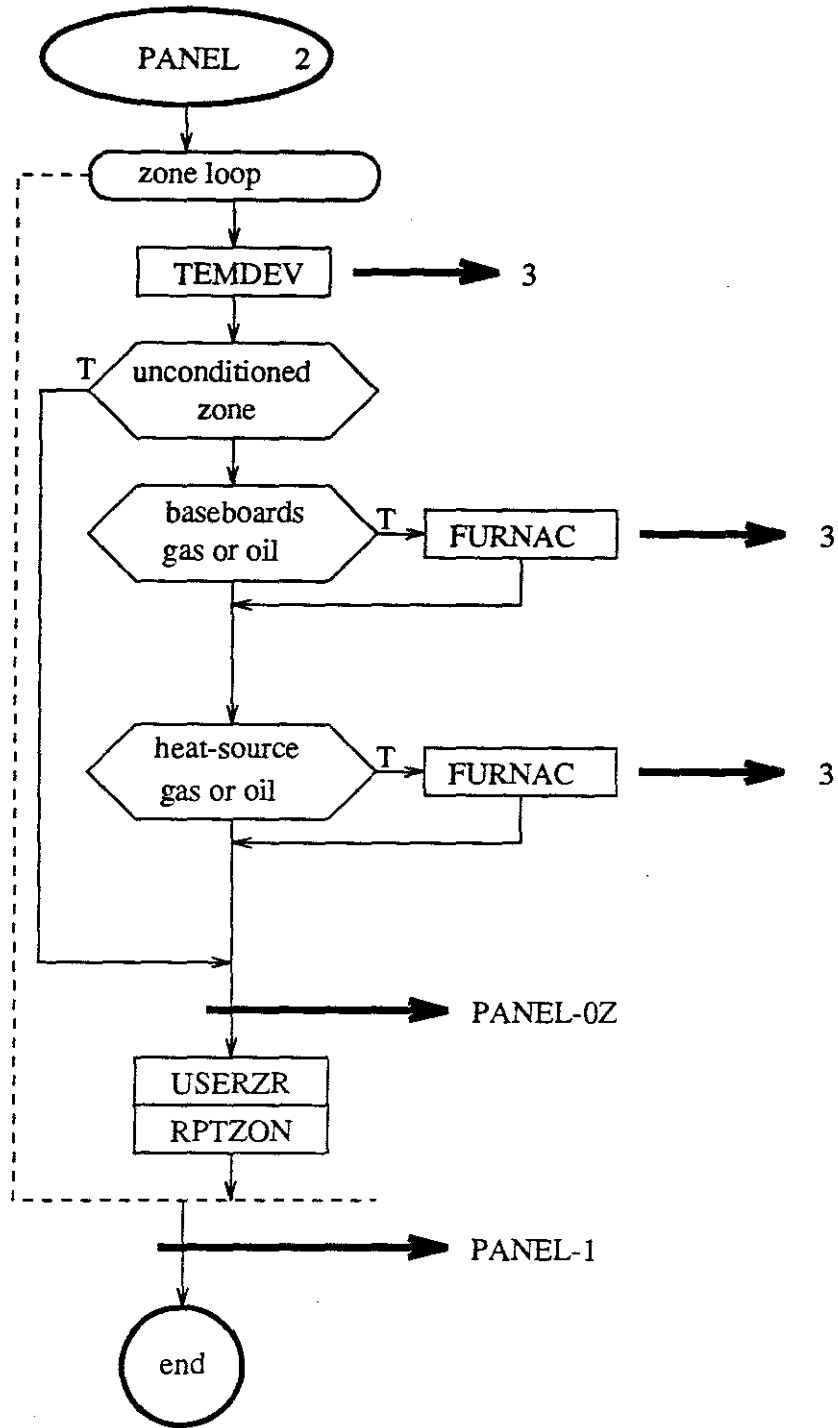 PANEL 2
zone loop
TEMDEV 3
T
unconditioned
zone
baseboards
gas or oil
T
FURNAC 3
heat-source
gas or oil
T
FURNAC 3
PANEL-0Z
USERZR
RPTZON
PANEL-1
end